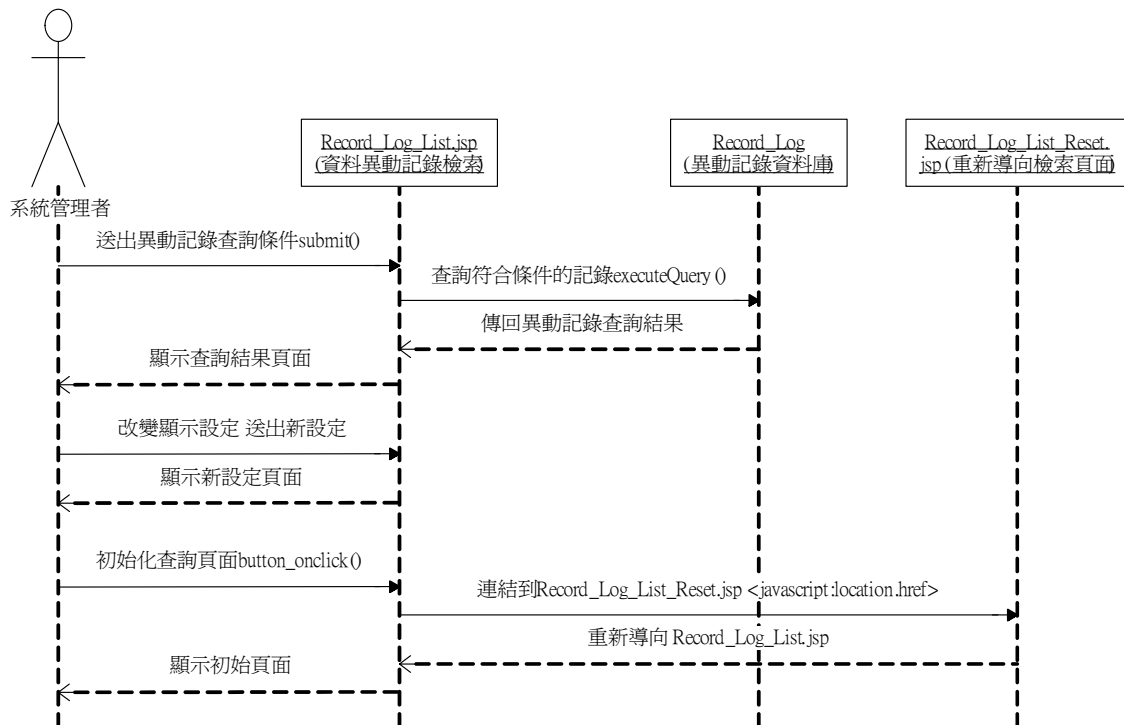 Record_Log_List.jsp
(資料異動記錄檢索)
Record_Log
(異動記錄資料庫)
Record_Log_List_Reset.
jsp (重新導向檢索頁面)
系統管理者
送出異動記錄查詢條件submit()
查詢符合條件的記錄executeQuery ()
傳回異動記錄查詢結果
顯示查詢結果頁面
改變顯示設定 送出新設定
顯示新設定頁面
初始化查詢頁面button_onclick()
連結到Record_Log_List_Reset.jsp <javascript:location.href>
重新導向 Record_Log_List.jsp
顯示初始頁面